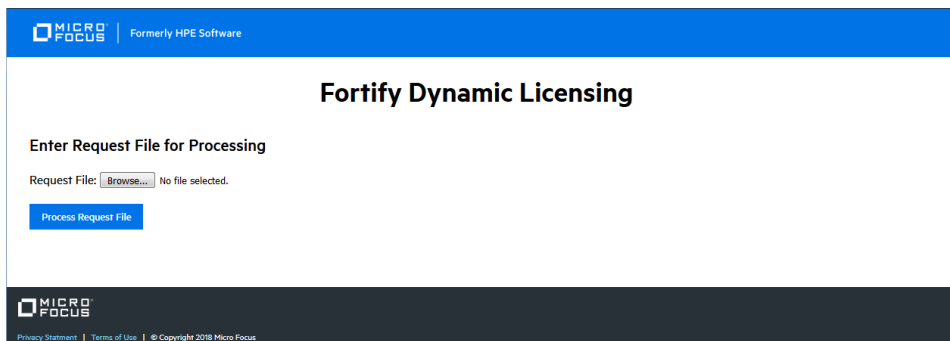 MICRO FOCUS | Formerly HPE Software
Fortify Dynamic Licensing
Enter Request File for Processing
Request File: Browse... No file selected.
Process Request File
MICRO FOCUS
Privacy Statment | Terms of Use | © Copyright 2018 Micro Focus